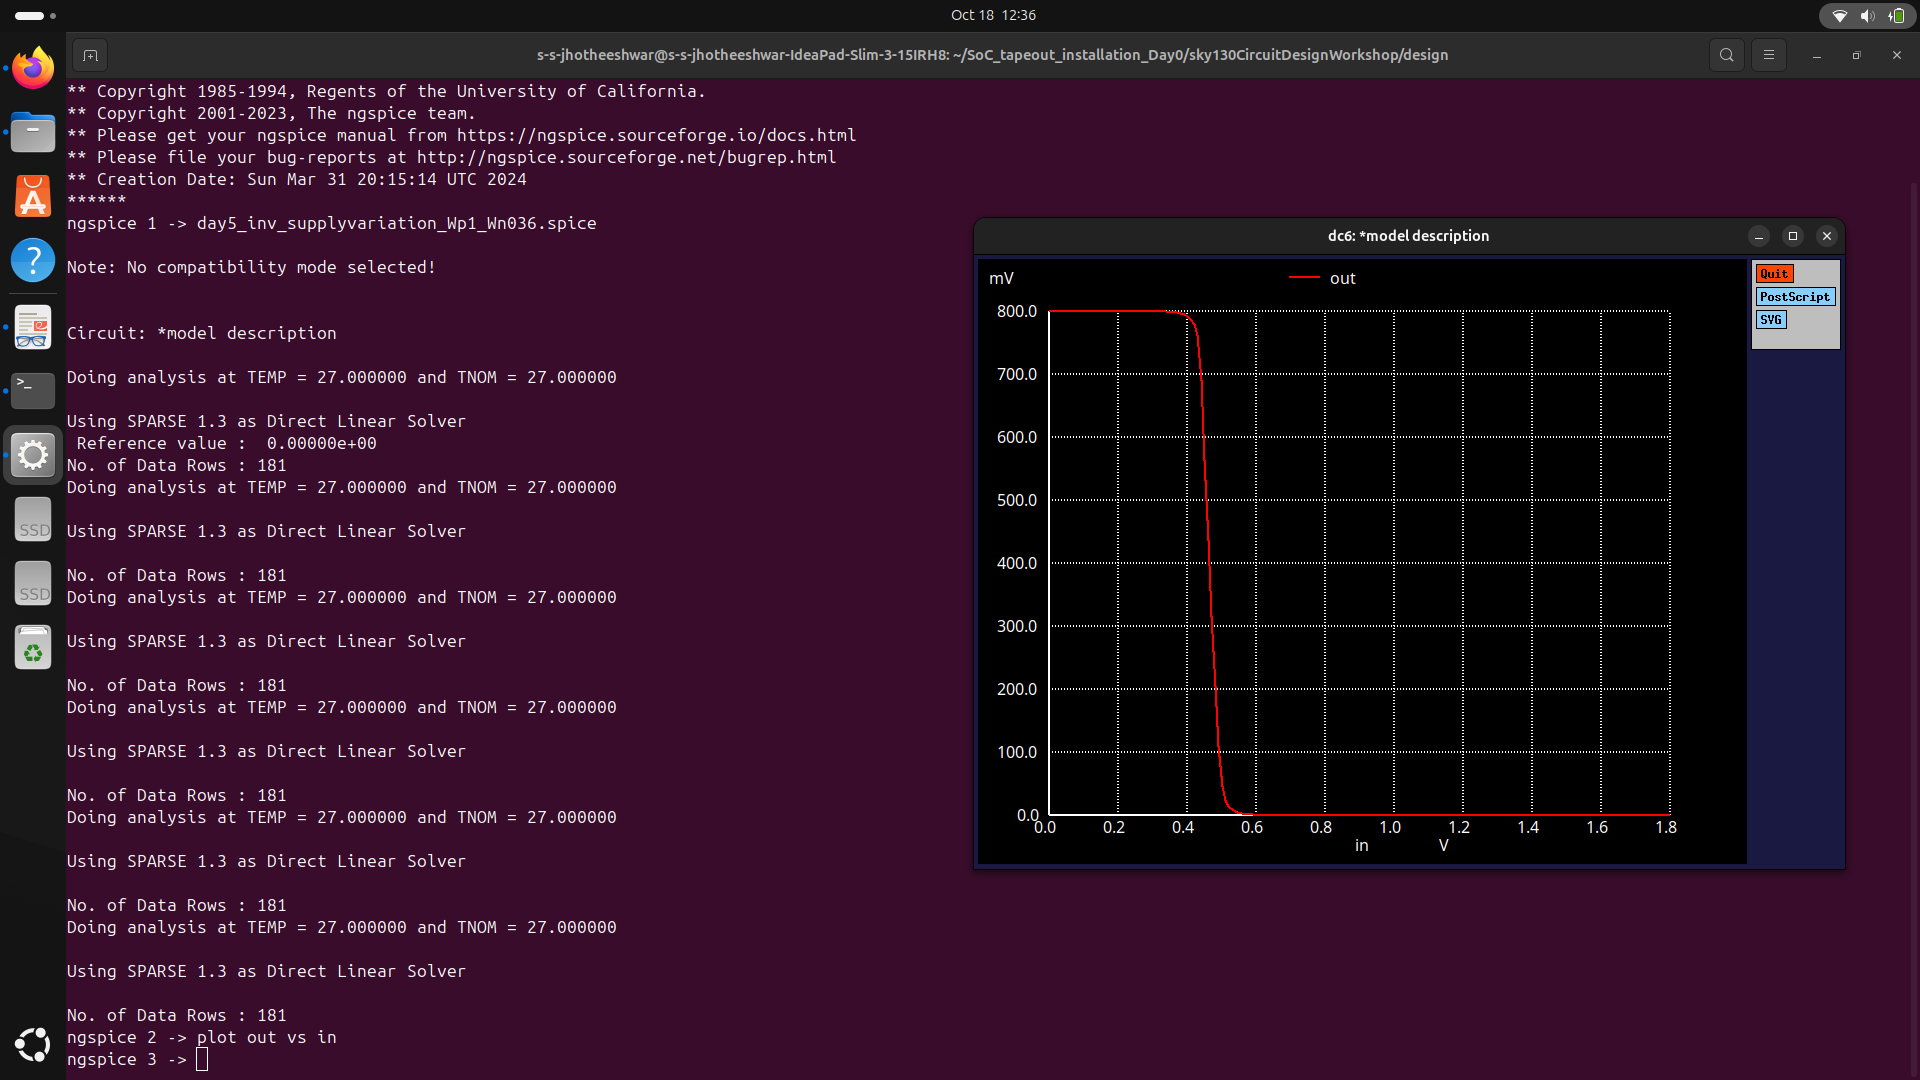 Oct 18 12:36
s-s-jhotheeshwar@s-s-jhotheeshwar-IdeaPad-Slim-3-15IRH8: ~/SoC_tapeout_installation_Day0/sky130CircuitDesignWorkshop/design
** Copyright 1985-1994, Regents of the University of California.
** Copyright 2001-2023, The ngspice team.
** Please get your ngspice manual from https://ngspice.sourceforge.io/docs.html
** Please file your bug-reports at http://ngspice.sourceforge.net/bugrep.html
** Creation Date: Sun Mar 31 20:15:14 UTC 2024
******
ngspice 1 -> day5_inv_supplyvariation_Wp1_Wn036.spice
Note: No compatibility mode selected!
Circuit: *model description
Doing analysis at TEMP = 27.000000 and TNOM = 27.000000
Using SPARSE 1.3 as Direct Linear Solver
Reference value : 0.00000e+00
No. of Data Rows : 181
Doing analysis at TEMP = 27.000000 and TNOM = 27.000000
Using SPARSE 1.3 as Direct Linear Solver
No. of Data Rows : 181
Doing analysis at TEMP = 27.000000 and TNOM = 27.000000
Using SPARSE 1.3 as Direct Linear Solver
No. of Data Rows : 181
Doing analysis at TEMP = 27.000000 and TNOM = 27.000000
Using SPARSE 1.3 as Direct Linear Solver
No. of Data Rows : 181
Doing analysis at TEMP = 27.000000 and TNOM = 27.000000
Using SPARSE 1.3 as Direct Linear Solver
No. of Data Rows : 181
Doing analysis at TEMP = 27.000000 and TNOM = 27.000000
Using SPARSE 1.3 as Direct Linear Solver
No. of Data Rows : 181
ngspice 2 -> plot out vs in
ngspice 3 ->
dc6: *model description
mV
out
Quit
PostScript
SVG
800.0
700.0
600.0
500.0
400.0
300.0
200.0
100.0
0.0
0.0 0.2 0.4 0.6 0.8 1.0 1.2 1.4 1.6 1.8
in V
SSD
SSD